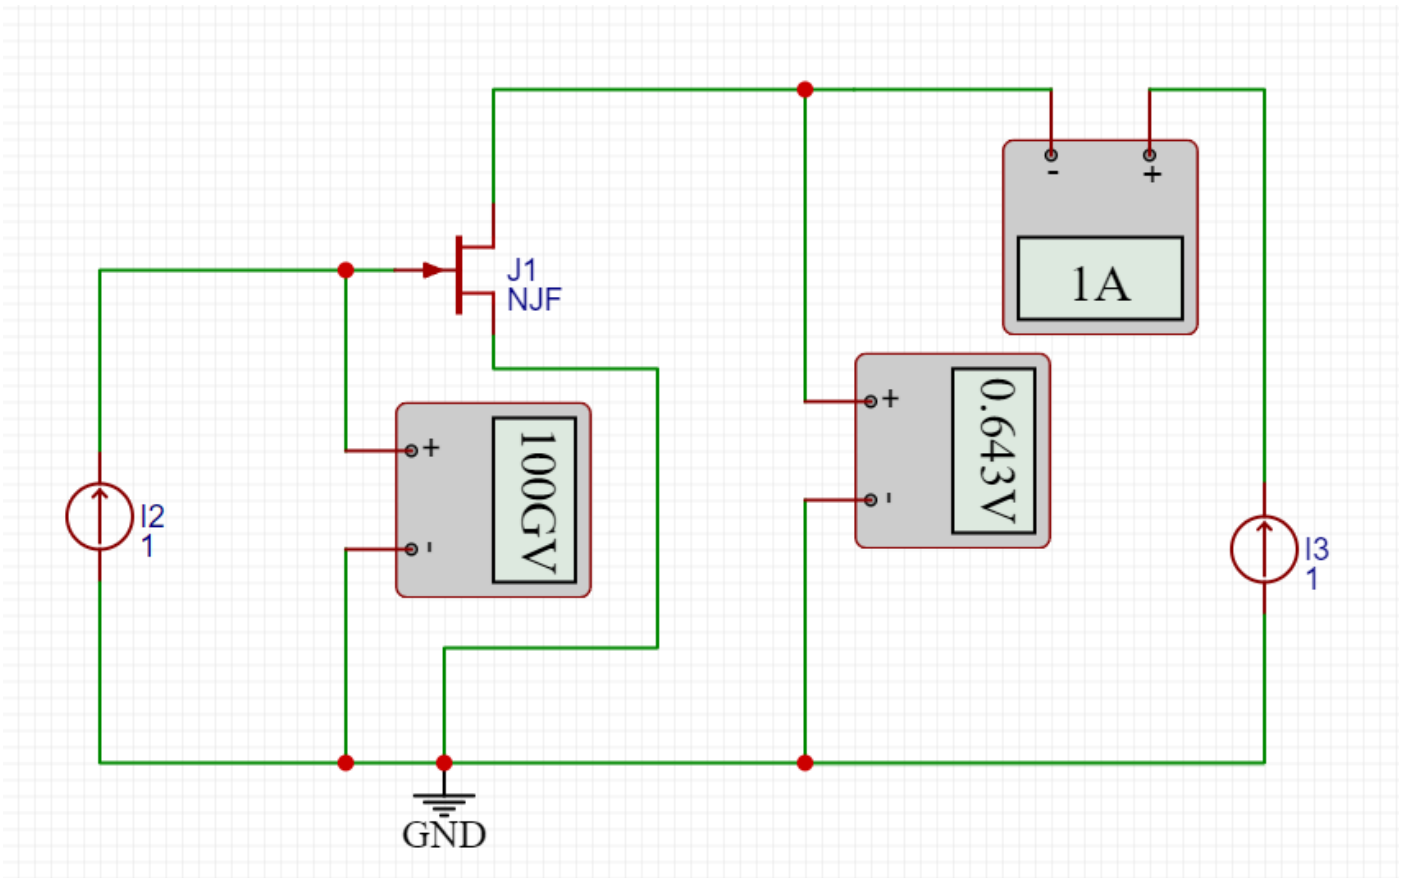 -
+
1A
J1
NJF
+
-
0.643V
+
-
100GV
I2
1
I3
1
GND